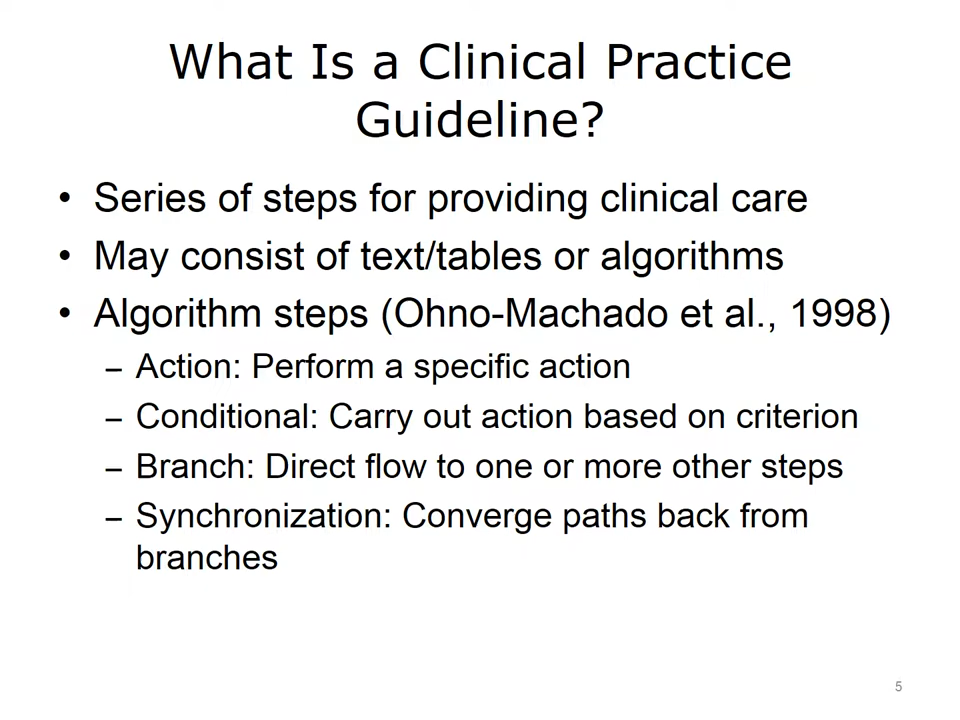 What Is a Clinical Practice
Guideline?
• Series of steps for providing clinical care
• May consist of text/tables or algorithms
• Algorithm steps (Ohno-Machado et al., 1998)
– Action: Perform a specific action
– Conditional: Carry out action based on criterion
– Branch: Direct flow to one or more other steps
– Synchronization: Converge paths back from
branches
5